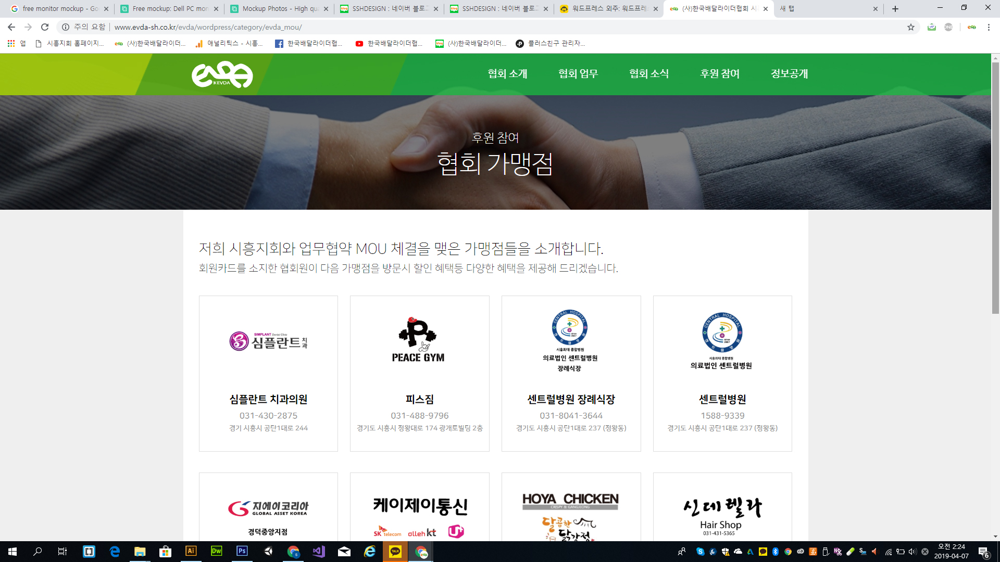 free monitor mockup - Go
Free mockup: Dell PC mon
Mockup Photos - High qu
SSHDESIGN : 네이버 블로그
SSHDESIGN : 네이버 블로그
워드프레스 외주: 워드프레
(사)한국배달라이더협회 시
새 탭
주의 요함
www.evda-sh.co.kr/evda/wordpress/category/evda_mou/
앱
시흥지회 홈페이지...
(사)한국배달라이더...
애널리틱스 - 시흥...
한국배달라이더협...
한국배달라이더협...
(사)한국배달라이더...
플러스친구 관리자...
KEVDA
협회 소개
협회 업무
협회 소식
후원 참여
정보공개
후원 참여
협회 가맹점
저희 시흥지회와 업무협약 MOU 체결을 맺은 가맹점들을 소개합니다.
회원카드를 소지한 협회원이 다음 가맹점을 방문시 할인 혜택등 다양한 혜택을 제공해 드리겠습니다.
SIMPLANT Dental Clinic
심플란트치과
심플란트 치과의원
031-430-2875
경기 시흥시 공단1대로 244
P
PEACE GYM
피스짐
031-488-9796
경기도 시흥시 정왕대로 174 광개토빌딩 2층
CENTRAL HOSPITAL
since 2007
센트럴병원
시흥최대 종합병원
의료법인 센트럴병원
장례식장
센트럴병원 장례식장
031-8041-3644
경기도 시흥시 공단1대로 237 (정왕동)
CENTRAL HOSPITAL
since 2007
센트럴병원
시흥최대 종합병원
의료법인 센트럴병원
센트럴병원
1588-9339
경기도 시흥시 공단1대로 237 (정왕동)
지에이코리아
GLOBAL ASSET KOREA
경덕중앙지점
케이제이통신
SK telecom
olleh kt
U+
HOYA CHICKEN
CRISPY & GANGJEONG
달콤한
닭강정
신데렐라
Hair Shop
031-431-5365
Ai
Dw
Ps
TALK
오전 2:24
2019-04-07
6